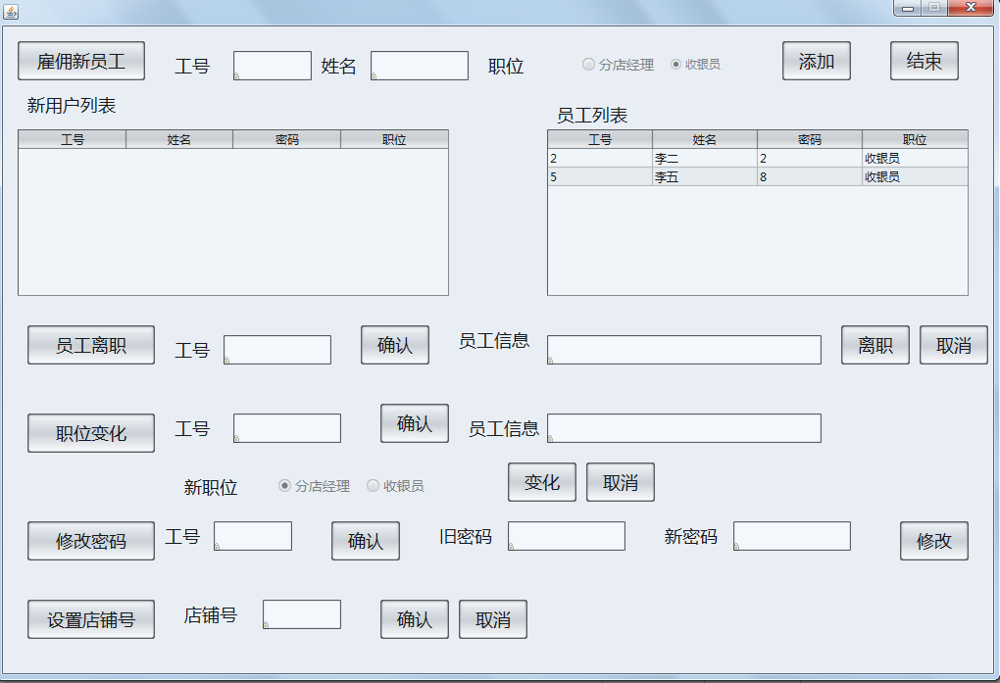 雇佣新员工 工号 姓名 职位 分店经理 收银员 添加 结束
新用户列表 员工列表
工号 姓名 密码 职位 工号 姓名 密码 职位
2 李二 2 收银员
5 李五 8 收银员
员工离职 工号 确认 员工信息 离职 取消
职位变化 工号 确认 员工信息
新职位 分店经理 收银员 变化 取消
修改密码 工号 确认 旧密码 新密码 修改
设置店铺号 店铺号 确认 取消